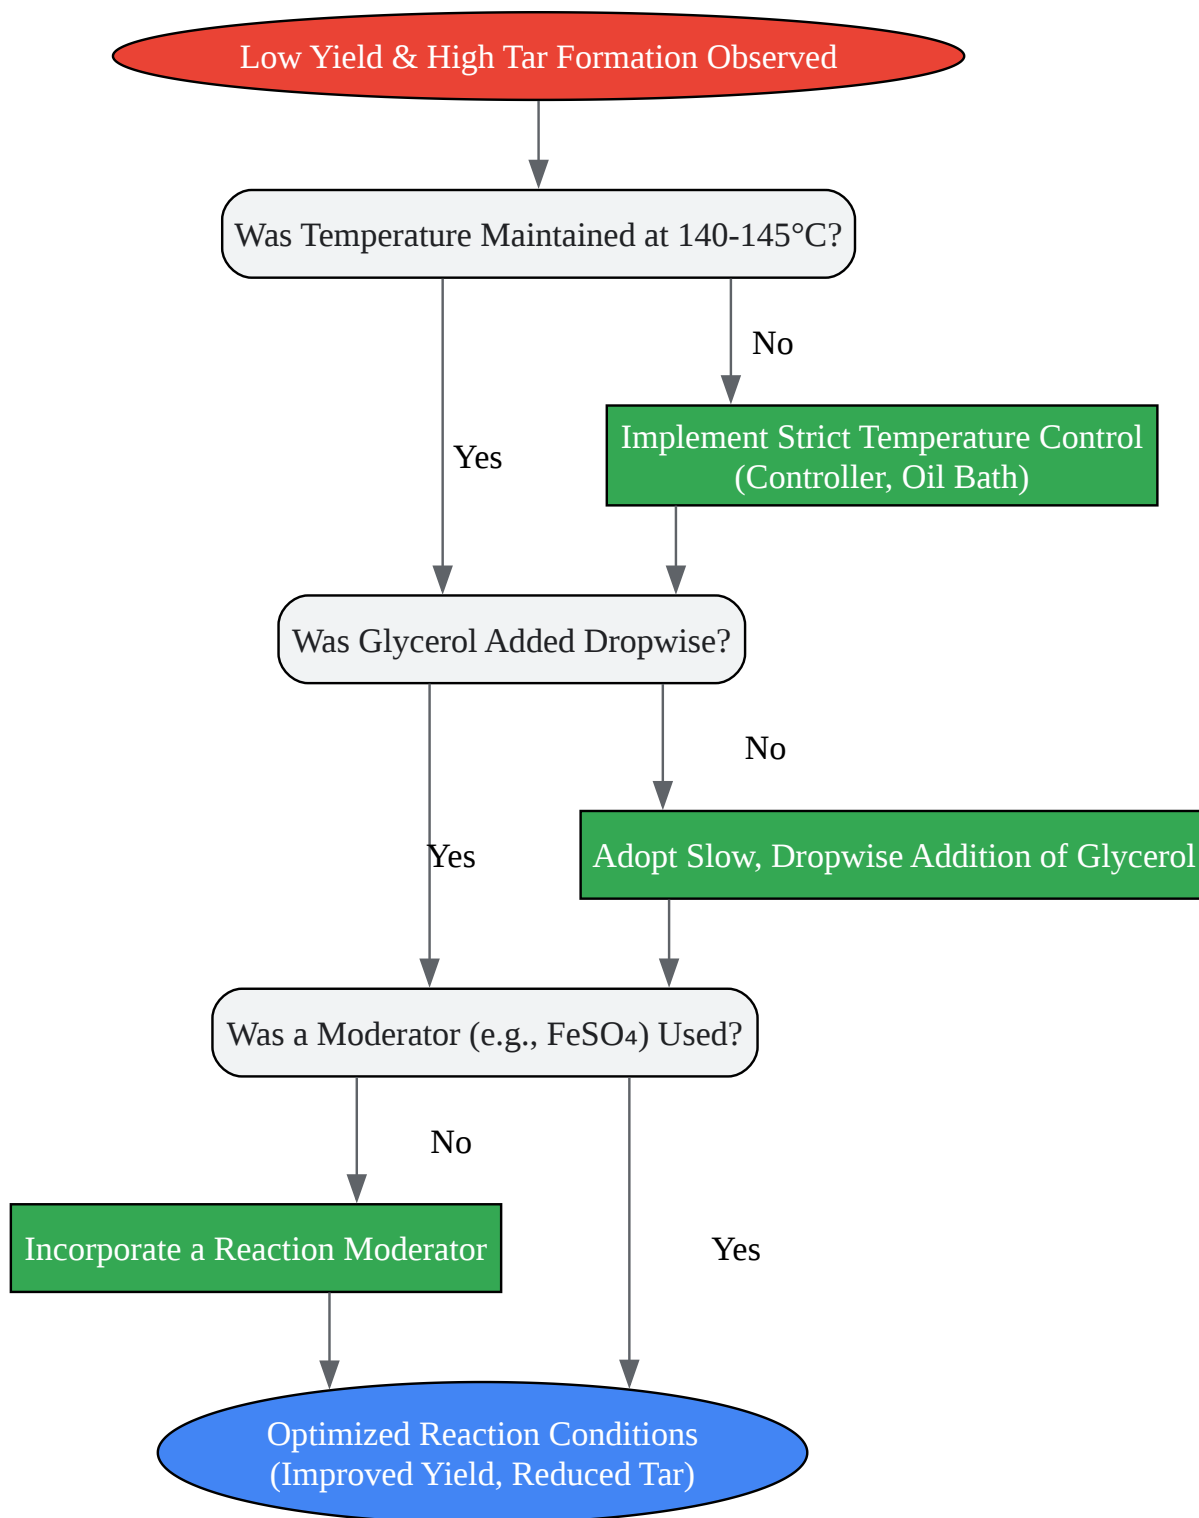 Low Yield & High Tar Formation Observed
Was Temperature Maintained at 140-145°C?
No
Yes
Implement Strict Temperature Control
(Controller, Oil Bath)
Was Glycerol Added Dropwise?
No
Yes
Adopt Slow, Dropwise Addition of Glycerol
Was a Moderator (e.g., FeSO₄) Used?
No
Incorporate a Reaction Moderator
Yes
Optimized Reaction Conditions
(Improved Yield, Reduced Tar)